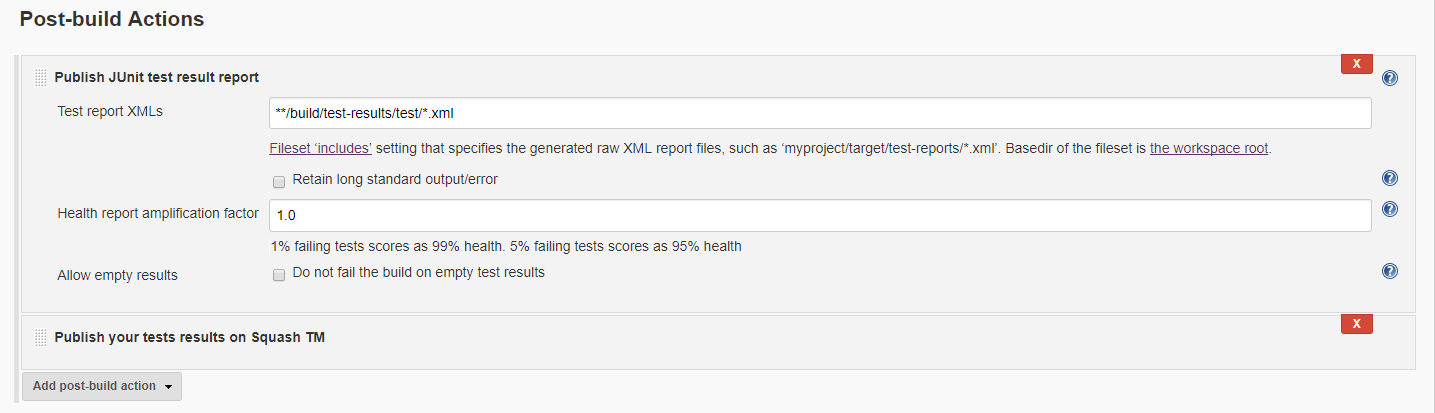 Post-build Actions
X
Publish JUnit test result report
Test report XMLs
**/build/test-results/test/*.xml
Fileset ‘includes’ setting that specifies the generated raw XML report files, such as ‘myproject/target/test-reports/*.xml’. Basedir of the fileset is the workspace root.
Retain long standard output/error
Health report amplification factor
1.0
1% failing tests scores as 99% health. 5% failing tests scores as 95% health
Allow empty results
Do not fail the build on empty test results
X
Publish your tests results on Squash TM
Add post-build action